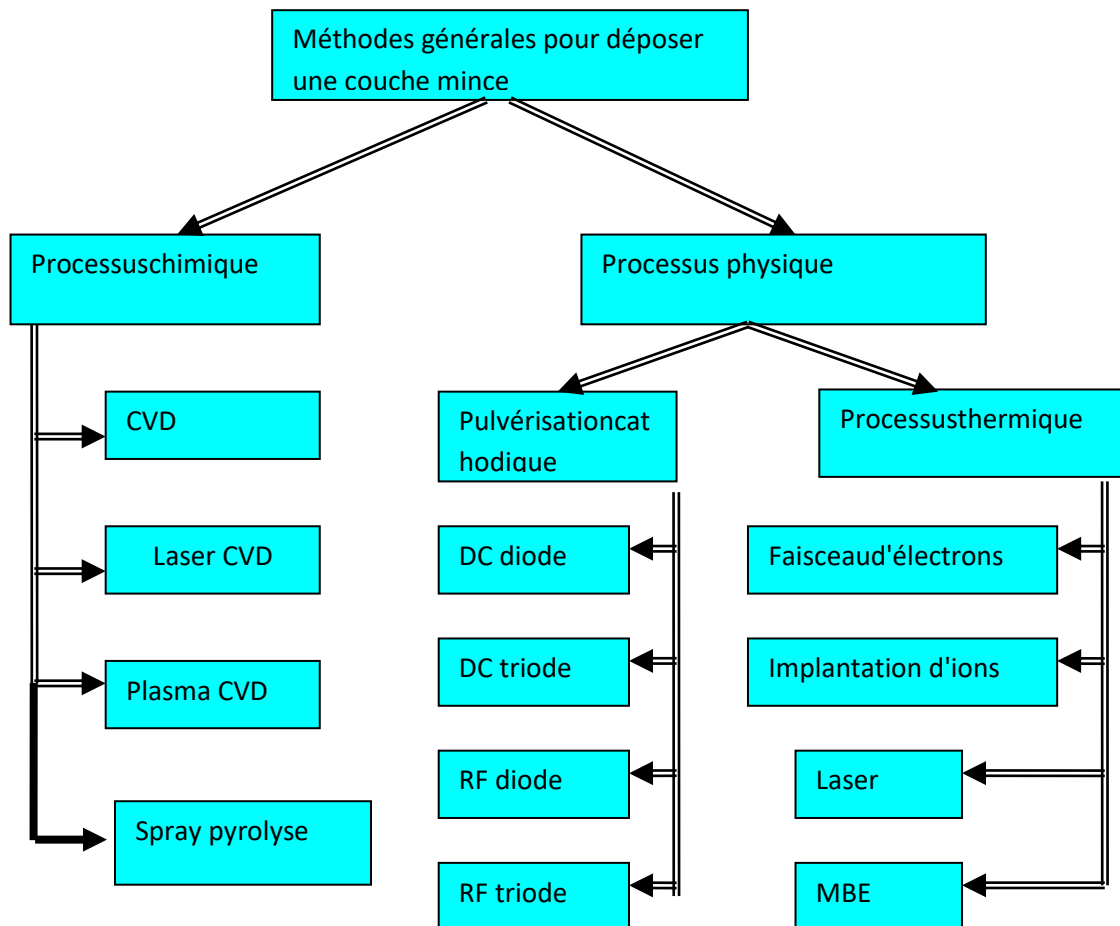 Méthodes générales pour déposer
une couche mince
Processuschimique
Processus physique
CVD
Pulvérisationcat
hodique
Processusthermique
Laser CVD
DC diode
Faisceaud'électrons
Plasma CVD
DC triode
Implantation d'ions
RF diode
Laser
Spray pyrolyse
RF triode
MBE